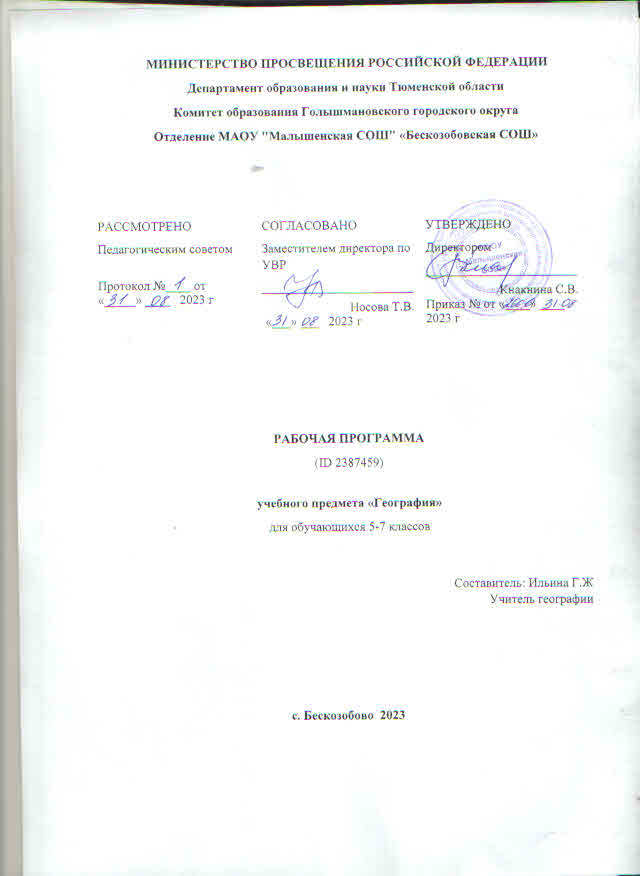 МИНИСТЕРСТВО ПРОСВЕЩЕНИЯ РОССИЙСКОЙ ФЕДЕРАЦИИ
Департамент образования и науки Тюменской области
Комитет образования Голышмановского городского округа
Отделение МАОУ "Малышенская СОШ" «Бескозобовская СОШ»
РАССМОТРЕНО
Педагогическим советом
Протокол № 1 от
«31» 08 2023 г
СОГЛАСОВАНО
Заместителем директора по
УВР
Носова Т.В.
«31» 08 2023 г
УТВЕРЖДЕНО
Директором
Кнакнина С.В.
Приказ № от « » 31.08
2023 г
РАБОЧАЯ ПРОГРАММА
(ID 2387459)
учебного предмета «География»
для обучающихся 5-7 классов
Составитель: Ильина Г.Ж
Учитель географии
с. Бескозобово 2023